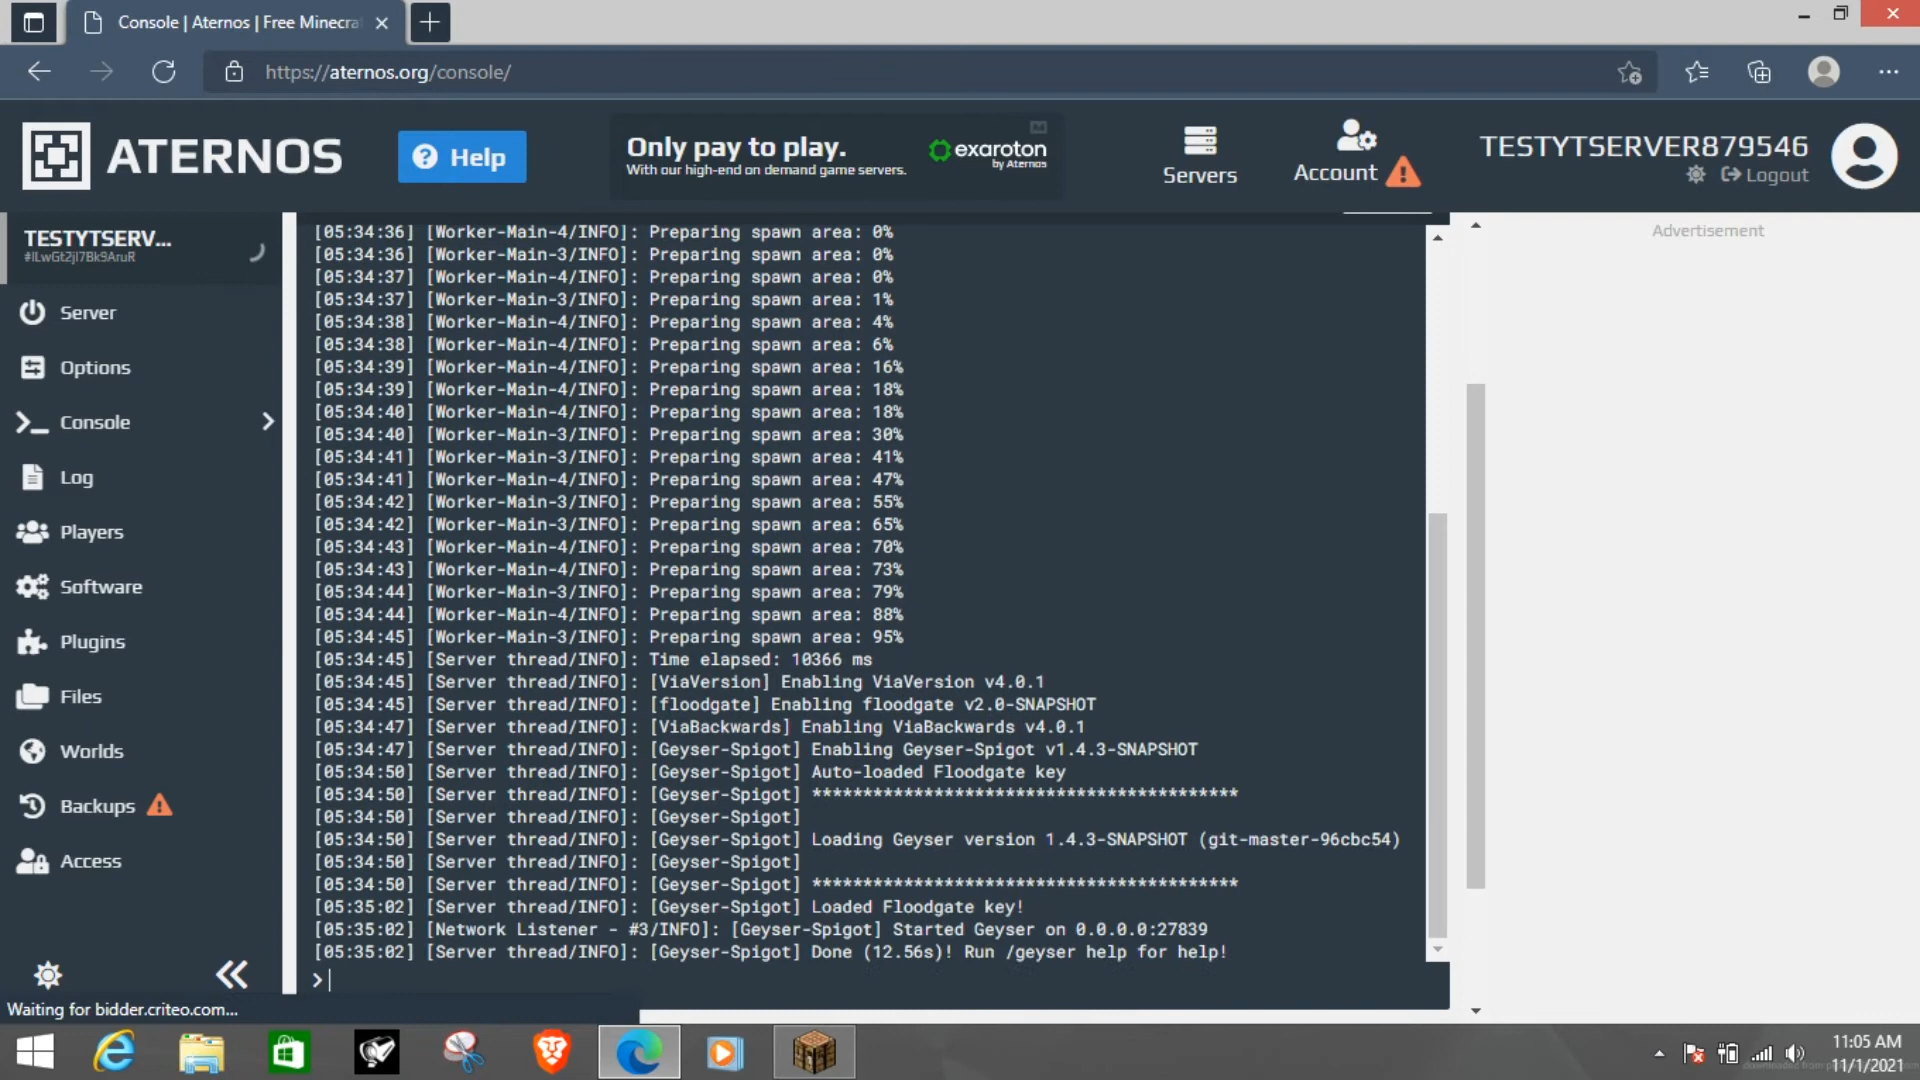 Console | Aternos | Free Minecra
https://aternos.org/console/
ATERNOS
Help
Only pay to play.
With our high-end on demand game servers.
exaroton
by Aternos
Servers
Account
TESTYTSERVER879546
Logout
TESTYTSERV...
#ILwGt2jI7Bk9AruR
Server
Options
Console
Log
Players
Software
Plugins
Files
Worlds
Backups
Access
[05:34:36] [Worker-Main-4/INFO]: Preparing spawn area: 0%
[05:34:36] [Worker-Main-3/INFO]: Preparing spawn area: 0%
[05:34:37] [Worker-Main-4/INFO]: Preparing spawn area: 0%
[05:34:37] [Worker-Main-3/INFO]: Preparing spawn area: 1%
[05:34:38] [Worker-Main-4/INFO]: Preparing spawn area: 4%
[05:34:38] [Worker-Main-4/INFO]: Preparing spawn area: 6%
[05:34:39] [Worker-Main-4/INFO]: Preparing spawn area: 16%
[05:34:39] [Worker-Main-4/INFO]: Preparing spawn area: 18%
[05:34:40] [Worker-Main-4/INFO]: Preparing spawn area: 18%
[05:34:40] [Worker-Main-3/INFO]: Preparing spawn area: 30%
[05:34:41] [Worker-Main-3/INFO]: Preparing spawn area: 41%
[05:34:41] [Worker-Main-4/INFO]: Preparing spawn area: 47%
[05:34:42] [Worker-Main-3/INFO]: Preparing spawn area: 55%
[05:34:42] [Worker-Main-3/INFO]: Preparing spawn area: 65%
[05:34:43] [Worker-Main-4/INFO]: Preparing spawn area: 70%
[05:34:43] [Worker-Main-4/INFO]: Preparing spawn area: 73%
[05:34:44] [Worker-Main-3/INFO]: Preparing spawn area: 79%
[05:34:44] [Worker-Main-4/INFO]: Preparing spawn area: 88%
[05:34:45] [Worker-Main-3/INFO]: Preparing spawn area: 95%
[05:34:45] [Server thread/INFO]: Time elapsed: 10366 ms
[05:34:45] [Server thread/INFO]: [ViaVersion] Enabling ViaVersion v4.0.1
[05:34:45] [Server thread/INFO]: [floodgate] Enabling floodgate v2.0-SNAPSHOT
[05:34:47] [Server thread/INFO]: [ViaBackwards] Enabling ViaBackwards v4.0.1
[05:34:47] [Server thread/INFO]: [Geyser-Spigot] Enabling Geyser-Spigot v1.4.3-SNAPSHOT
[05:34:50] [Server thread/INFO]: [Geyser-Spigot] Auto-loaded Floodgate key
[05:34:50] [Server thread/INFO]: [Geyser-Spigot] ******************************************
[05:34:50] [Server thread/INFO]: [Geyser-Spigot]
[05:34:50] [Server thread/INFO]: [Geyser-Spigot] Loading Geyser version 1.4.3-SNAPSHOT (git-master-96cbc54)
[05:34:50] [Server thread/INFO]: [Geyser-Spigot]
[05:34:50] [Server thread/INFO]: [Geyser-Spigot] ******************************************
[05:35:02] [Server thread/INFO]: [Geyser-Spigot] Loaded Floodgate key!
[05:35:02] [Network Listener - #3/INFO]: [Geyser-Spigot] Started Geyser on 0.0.0.0:27839
[05:35:02] [Server thread/INFO]: [Geyser-Spigot] Done (12.56s)! Run /geyser help for help!
>
Advertisement
Waiting for bidder.criteo.com...
11:05 AM
11/1/2021